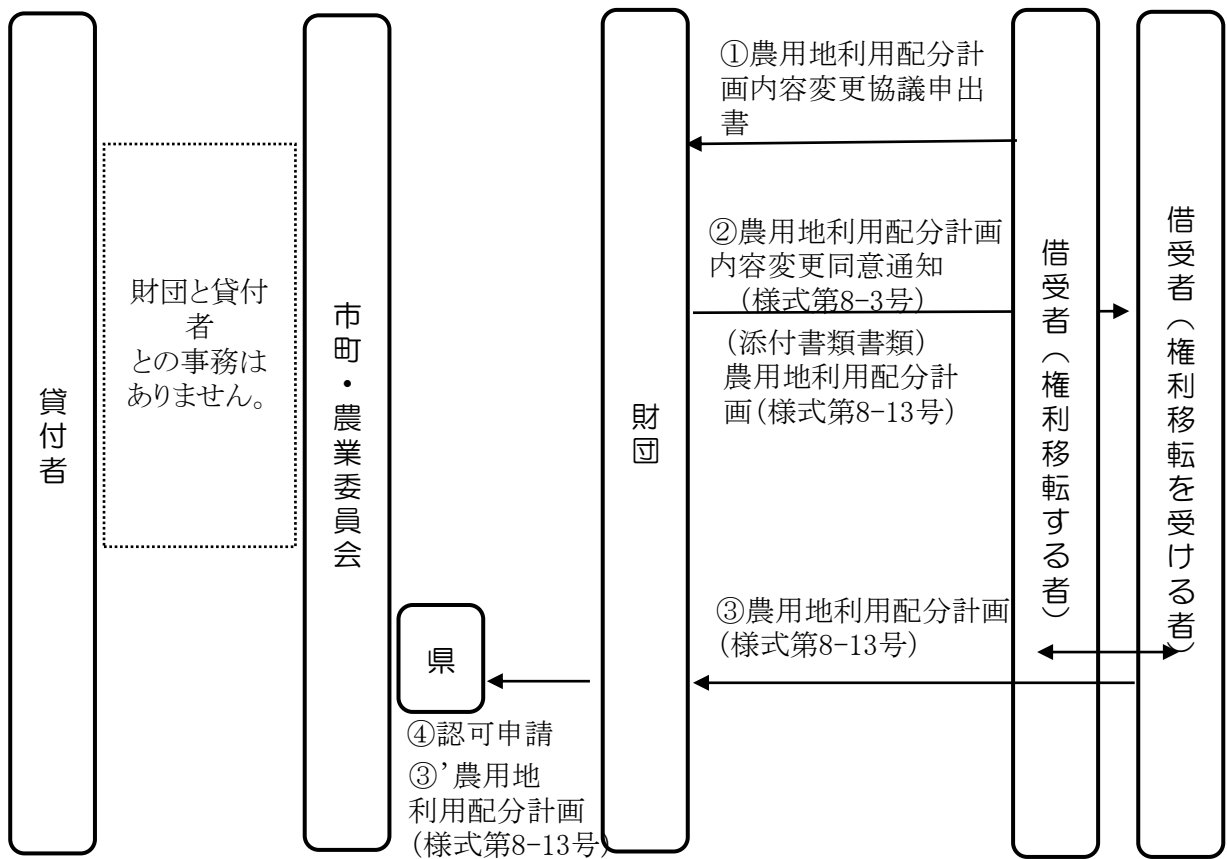 貸付者
財団と貸付
者
との事務は
ありません。
市町・農業委員会
県
④認可申請
③’農用地
利用配分計画
(様式第8-13号)
財団
①農用地利用配分計
画内容変更協議申出
書
②農用地利用配分計画
内容変更同意通知
(様式第8-3号)
(添付書類書類)
農用地利用配分計
画(様式第8-13号)
③農用地利用配分計画
(様式第8-13号)
借受者(権利移転する者)
借受者(権利移転を受ける者)